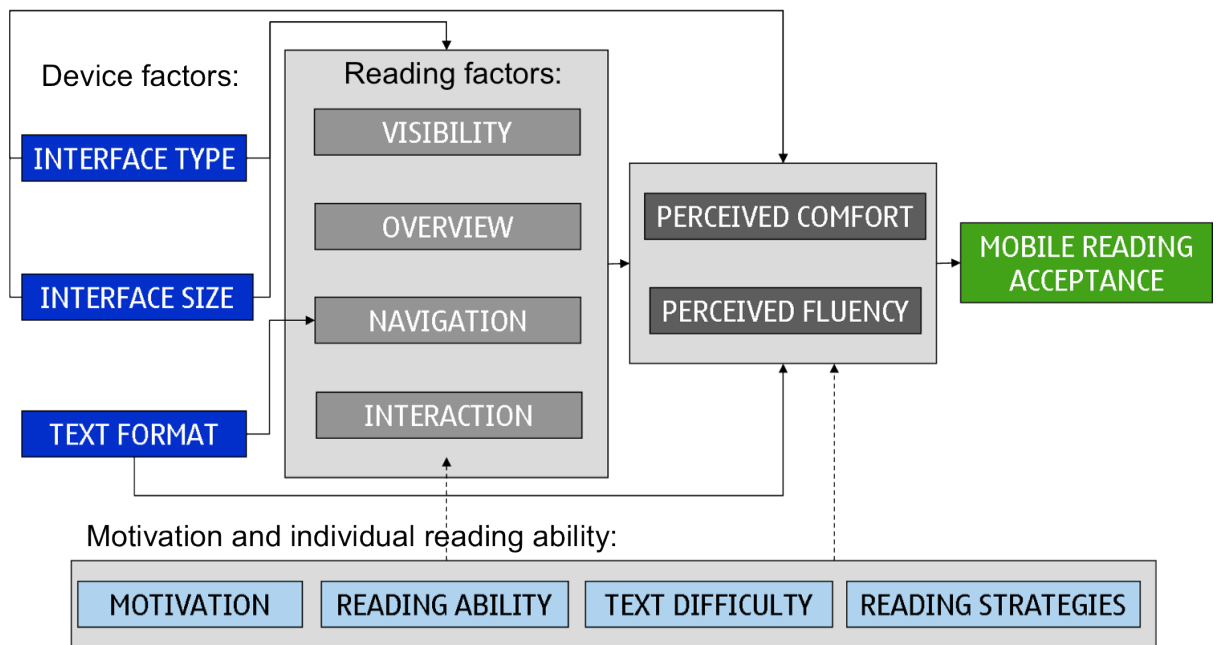 Device factors:
INTERFACE TYPE
INTERFACE SIZE
TEXT FORMAT
Reading factors:
VISIBILITY
OVERVIEW
NAVIGATION
INTERACTION
PERCEIVED COMFORT
PERCEIVED FLUENCY
MOBILE READING
ACCEPTANCE
Motivation and individual reading ability:
MOTIVATION
READING ABILITY
TEXT DIFFICULTY
READING STRATEGIES